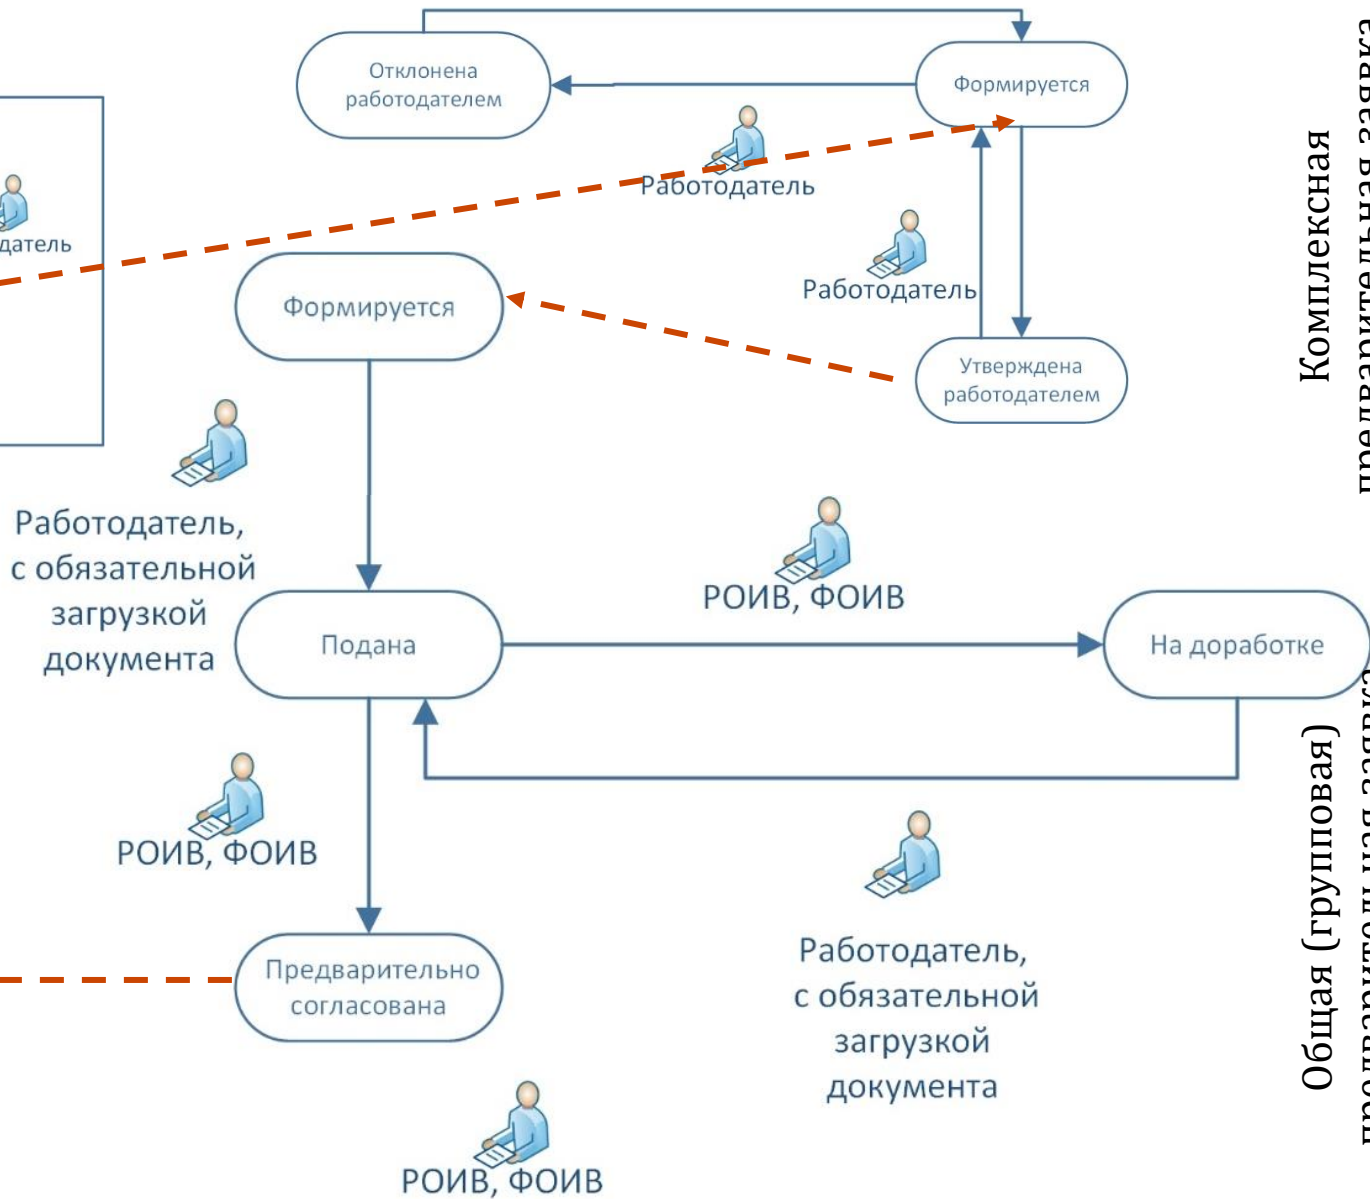 Отклонена
работодателем
Формируется
Работодатель
Работодатель
Формируется
Утверждена
работодателем
Комплексная
Работодатель,
с обязательной
загрузкой
документа
РОИВ, ФОИВ
Подана
На доработке
РОИВ, ФОИВ
Предварительно
согласована
Работодатель,
с обязательной
загрузкой
документа
Общая (групповая)
РОИВ, ФОИВ